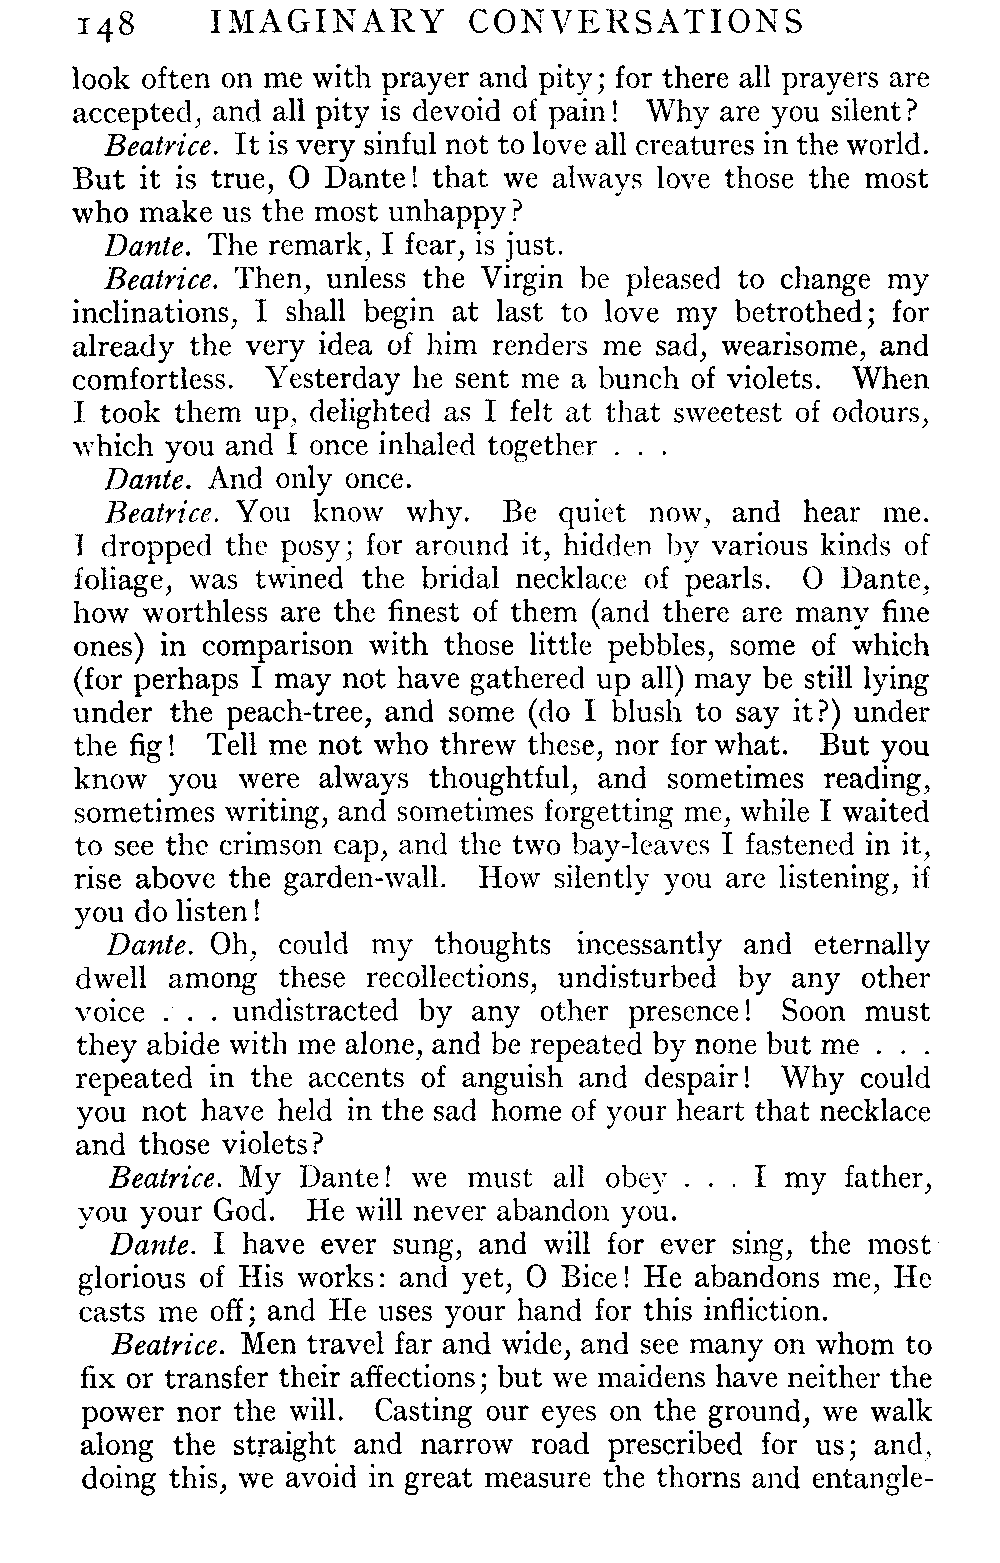 148 IMAGINARY CONVERSATIONS
look often on me with prayer and pity; for there all prayers are
accepted, and all pity is devoid of pain! Why are you silent?
Beatrice. It is very sinful not to love all creatures in the world.
But it is true, O Dante! that we always love those the most
who make us the most unhappy?
Dante. The remark, I fear, is just.
Beatrice. Then, unless the Virgin be pleased to change my
inclinations, I shall begin at last to love my betrothed; for
already the very idea of him renders me sad, wearisome, and
comfortless. Yesterday he sent me a bunch of violets. When
I took them up, delighted as I felt at that sweetest of odours,
which you and I once inhaled together . . .
Dante. And only once.
Beatrice. You know why. Be quiet now, and hear me.
I dropped the posy; for around it, hidden by various kinds of
foliage, was twined the bridal necklace of pearls. O Dante,
how worthless are the finest of them (and there are many fine
ones) in comparison with those little pebbles, some of which
(for perhaps I may not have gathered up all) may be still lying
under the peach-tree, and some (do I blush to say it?) under
the fig! Tell me not who threw these, nor for what. But you
know you were always thoughtful, and sometimes reading,
sometimes writing, and sometimes forgetting me, while I waited
to see the crimson cap, and the two bay-leaves I fastened in it,
rise above the garden-wall. How silently you are listening, if
you do listen!
Dante. Oh, could my thoughts incessantly and eternally
dwell among these recollections, undisturbed by any other
voice . . . undistracted by any other presence! Soon must
they abide with me alone, and be repeated by none but me . . .
repeated in the accents of anguish and despair! Why could
you not have held in the sad home of your heart that necklace
and those violets?
Beatrice. My Dante! we must all obey . . . I my father,
you your God. He will never abandon you.
Dante. I have ever sung, and will for ever sing, the most
glorious of His works: and yet, O Bice! He abandons me, He
casts me off; and He uses your hand for this infliction.
Beatrice. Men travel far and wide, and see many on whom to
fix or transfer their affections; but we maidens have neither the
power nor the will. Casting our eyes on the ground, we walk
along the straight and narrow road prescribed for us; and,
doing this, we avoid in great measure the thorns and entangle-